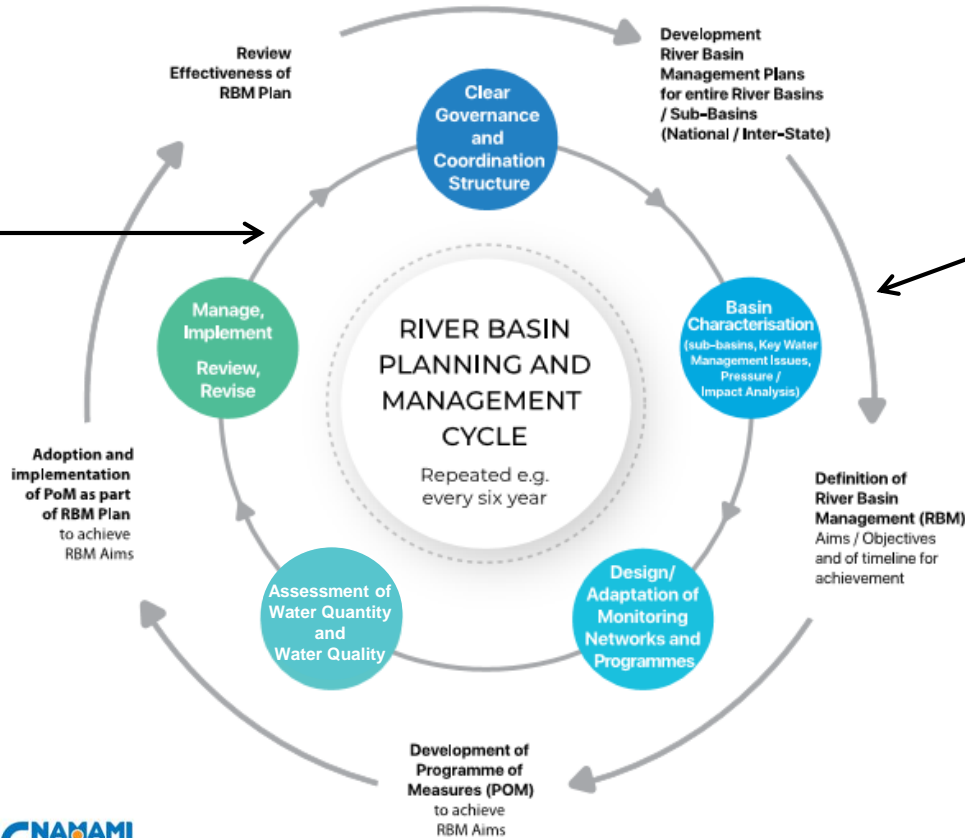 Review
Effectiveness of
RBM Plan
Development
River Basin
Management Plans
for entire River Basins
/ Sub-Basins
(National / Inter-State)
Clear
Governance
and
Coordination
Structure
Manage,
Implement
Review,
Revise
Basin
Characterisation
(sub-basins, Key Water
Management Issues,
Pressure /
Impact Analysis)
RIVER BASIN
PLANNING AND
MANAGEMENT
CYCLE
Repeated e.g.
every six year
Adoption and
implementation
of PoM as part
of RBM Plan
to achieve
RBM Aims
Definition of
River Basin
Management (RBM)
Aims / Objectives
and of timeline for
achievement
Assessment of
Water Quantity
and
Water Quality
Design/
Adaptation of
Monitoring
Networks and
Programmes
Development of
Programme of
Measures (POM)
to achieve
RBM Aims
NAMAMI